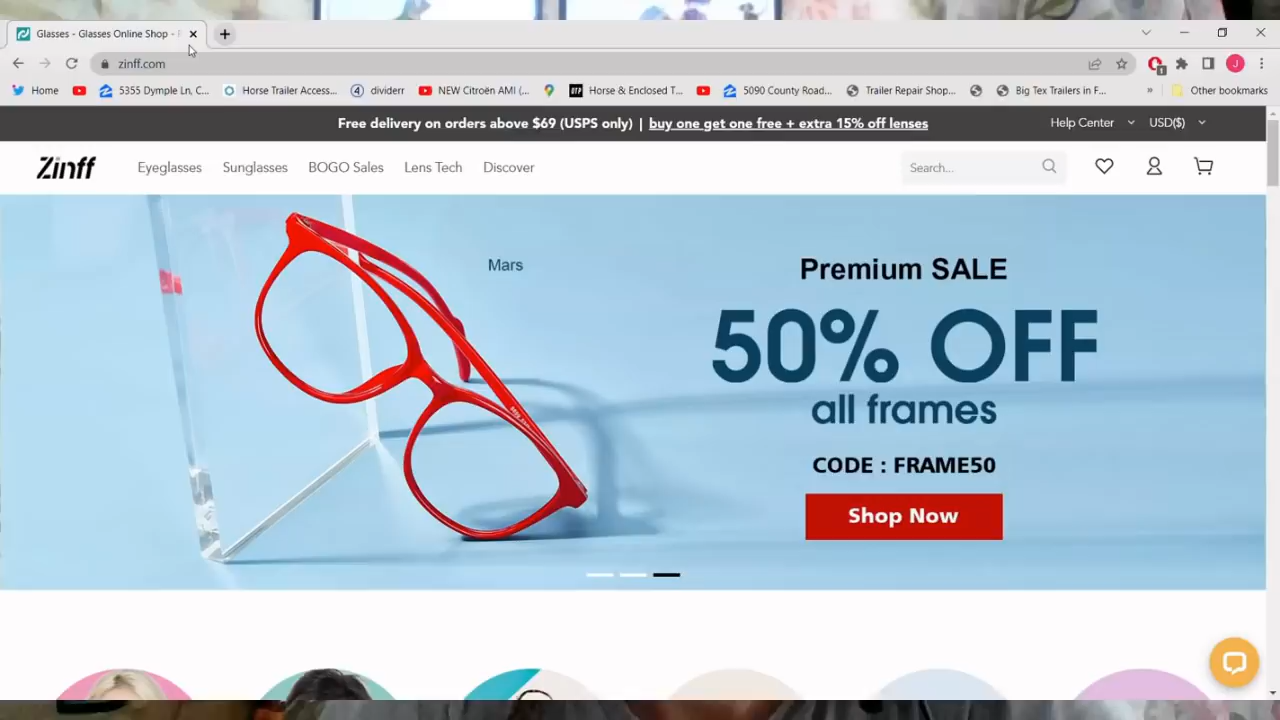 Glasses - Glasses Online Shop -
zinff.com
Home
5355 Dymple Ln, C...
Horse Trailer Access...
dividerr
NEW Citroën AMI (...
Horse & Enclosed T...
5090 County Road...
Trailer Repair Shop...
Big Tex Trailers in F...
»
Other bookmarks
Free delivery on orders above $69 (USPS only) | buy one get one free + extra 15% off lenses
Help Center
USD($)
Zinff
Eyeglasses
Sunglasses
BOGO Sales
Lens Tech
Discover
Search...
Mars
Premium SALE
50% OFF
all frames
CODE : FRAME50
Shop Now